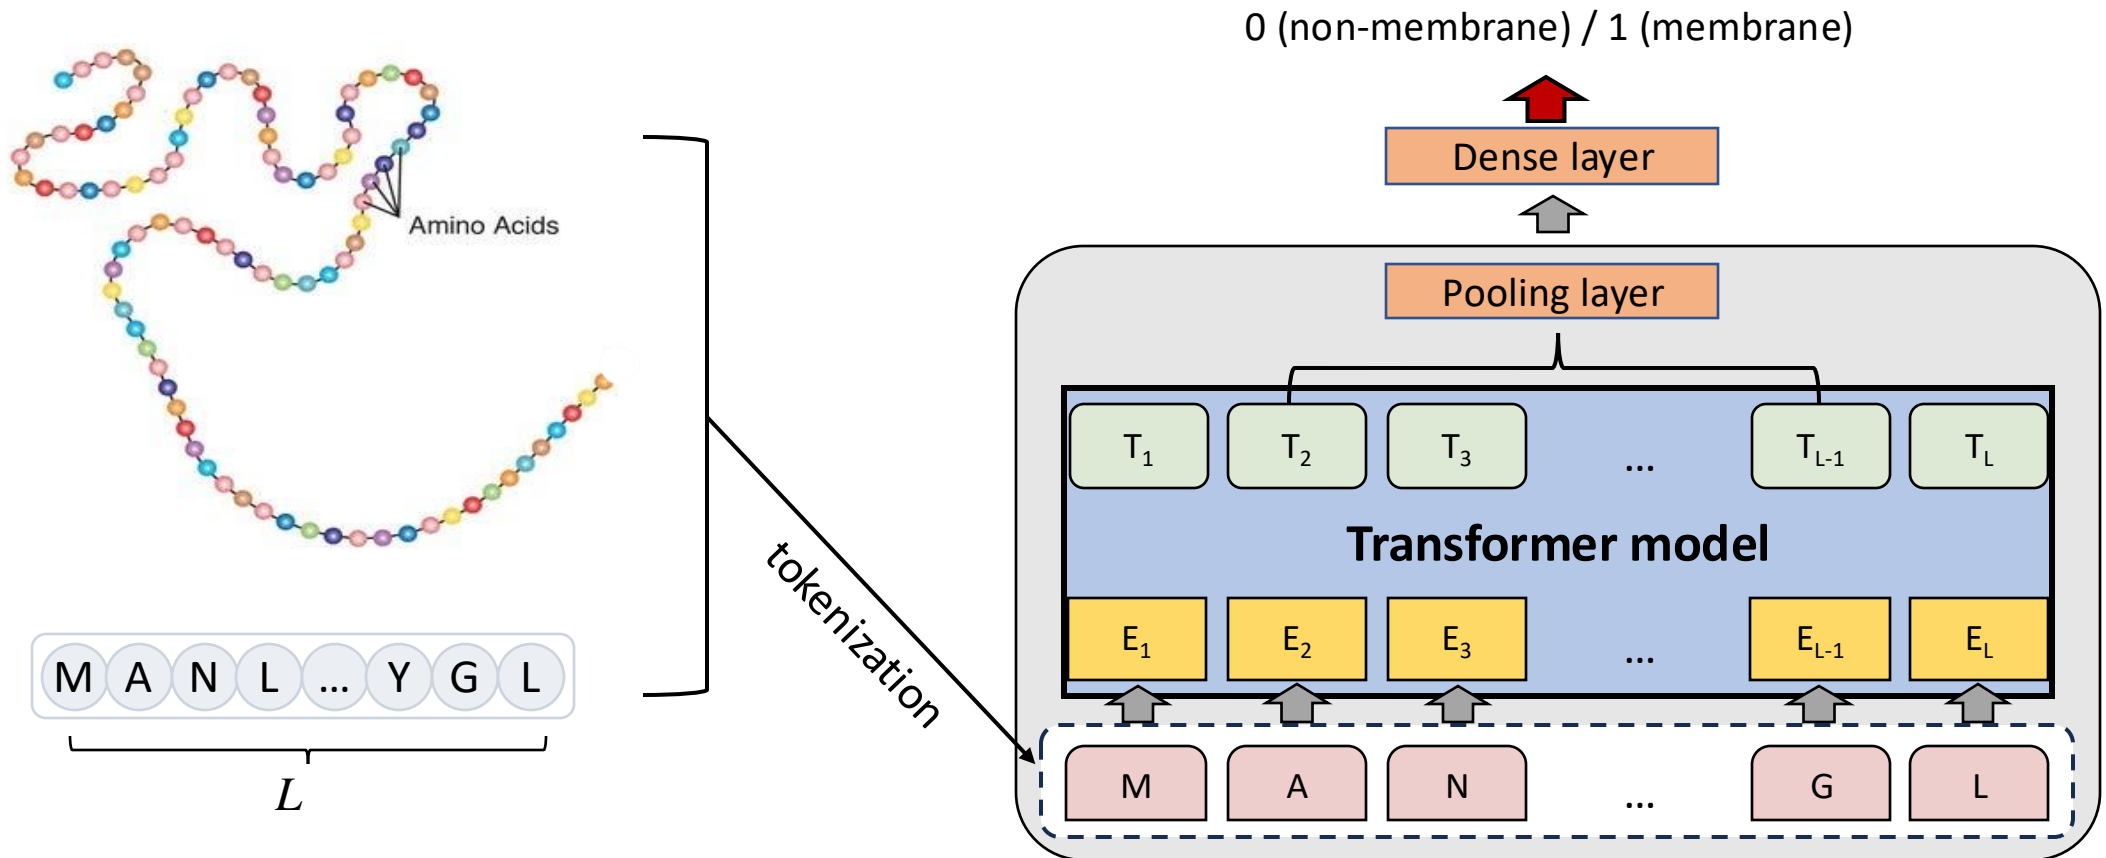 0 (non-membrane) / 1 (membrane)
Dense layer
Pooling layer
Amino Acids
T1 T2 T3 ... TL-1 TL
Transformer model
E1 E2 E3 ... EL-1 EL
tokenization
M A N L ... Y G L
L
M A N ... G L